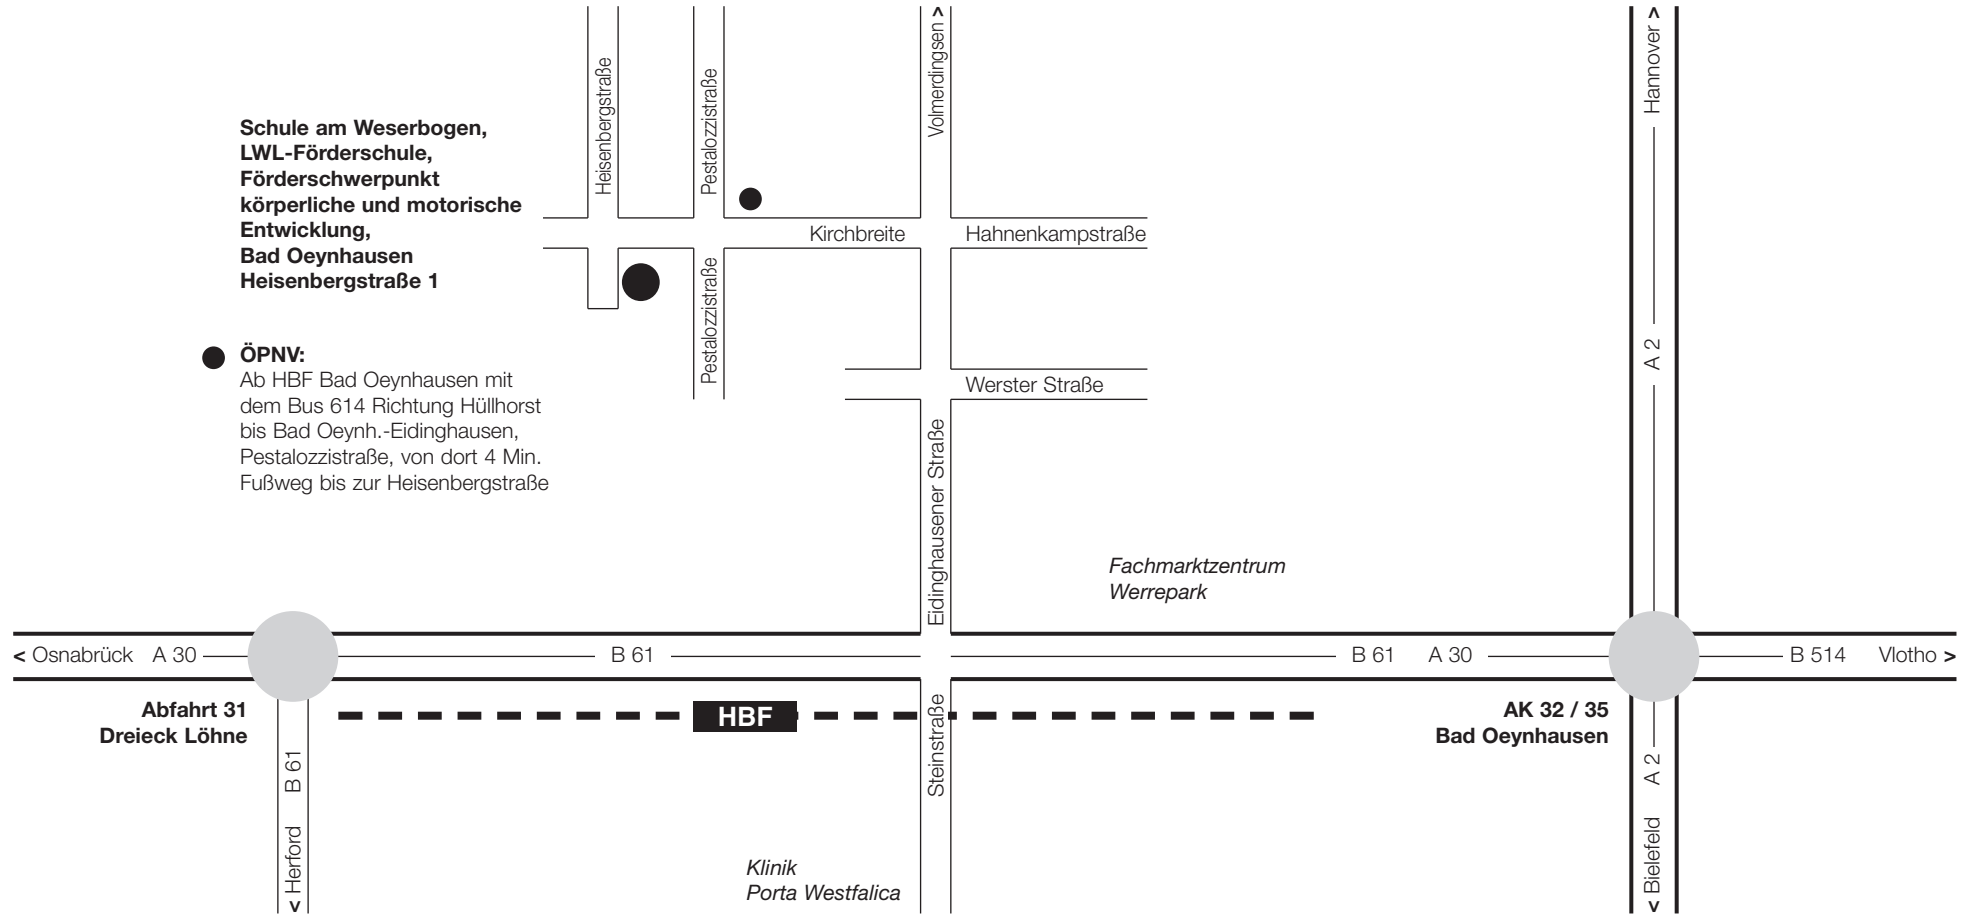 Schule am Weserbogen,
LWL-Förderschule,
Förderschwerpunkt
körperliche und motorische
Entwicklung,
Bad Oeynhausen
Heisenbergstraße 1
ÖPNV:
Ab HBF Bad Oeynhausen mit
dem Bus 614 Richtung Hüllhorst
bis Bad Oeynh.-Eidinghausen,
Pestalozzistraße, von dort 4 Min.
Fußweg bis zur Heisenbergstraße
Heisenbergstraße
Pestalozzistraße
Volmerdingsen >
Hannover >
Kirchbreite
Hahnenkampstraße
Pestalozzistraße
A 2
Werster Straße
Eidinghausener Straße
Fachmarktzentrum
Werrepark
< Osnabrück A 30
B 61
B 61 A 30
B 514 Vlotho >
Abfahrt 31
Dreieck Löhne
HBF
Steinstraße
AK 32 / 35
Bad Oeynhausen
< Herford B 61
< Bielefeld A 2
Klinik
Porta Westfalica